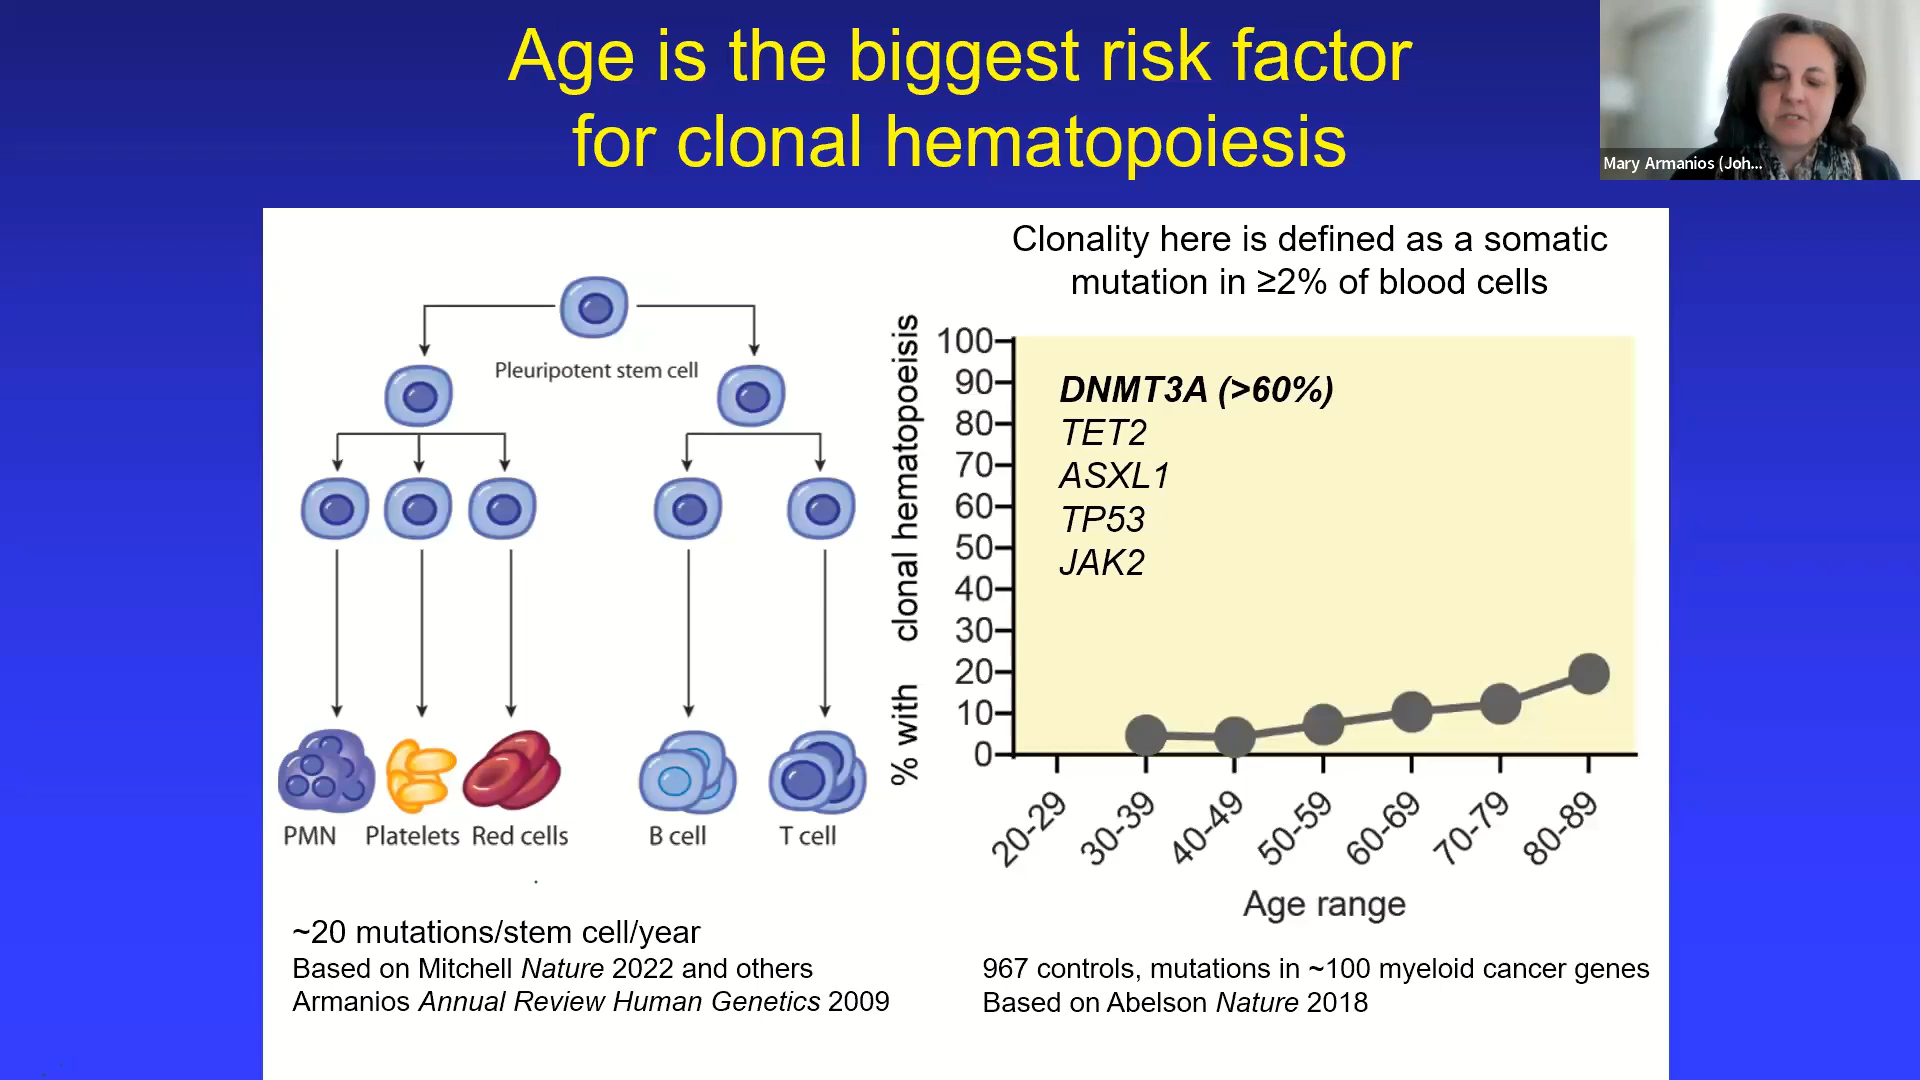 Age is the biggest risk factor
for clonal hematopoiesis
Mary Armanios (Joh...
Pleuripotent stem cell
PMN
Platelets
Red cells
B cell
T cell
~20 mutations/stem cell/year
Based on Mitchell Nature 2022 and others
Armanios Annual Review Human Genetics 2009
Clonality here is defined as a somatic
mutation in ≥2% of blood cells
% with clonal hematopoeisis
100
90
80
70
60
50
40
30
20
10
0
DNMT3A (>60%)
TET2
ASXL1
TP53
JAK2
20-29
30-39
40-49
50-59
60-69
70-79
80-89
Age range
967 controls, mutations in ~100 myeloid cancer genes
Based on Abelson Nature 2018